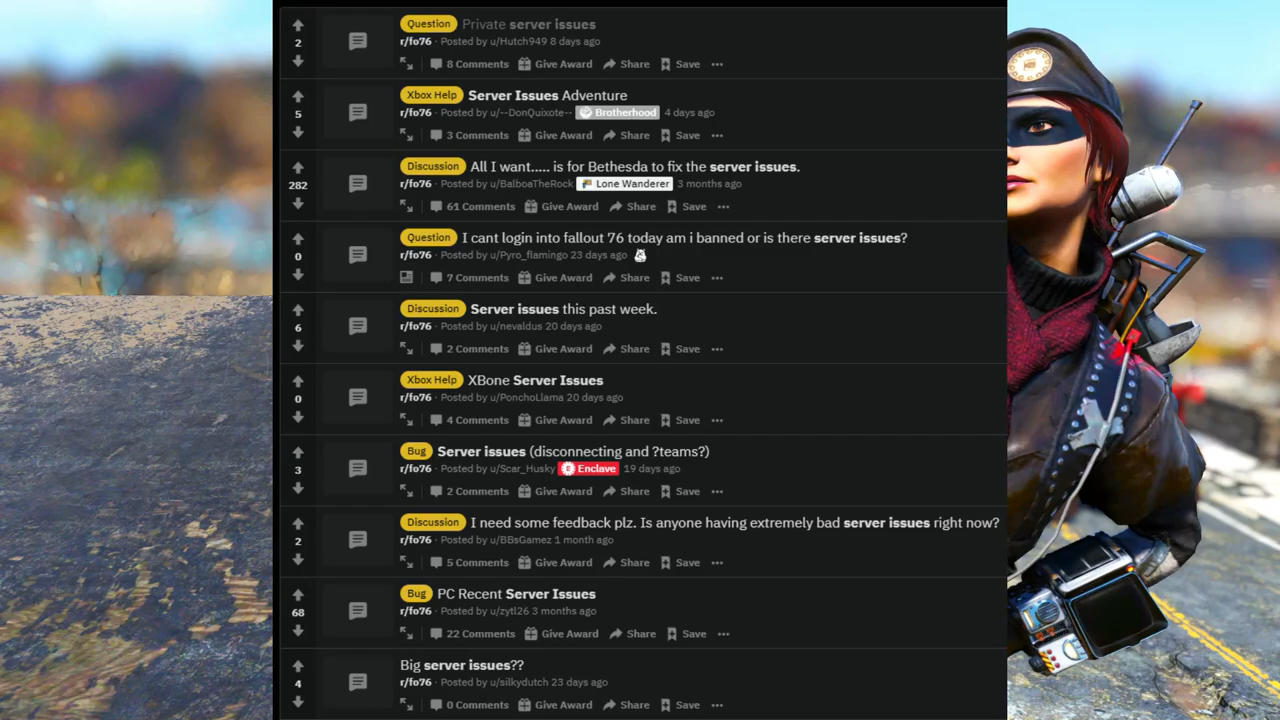 Question Private server issues
2
r/fo76 · Posted by u/Hutch949 8 days ago
8 Comments Give Award Share Save
Xbox Help Server Issues Adventure
5
r/fo76 · Posted by u/--DonQuixote-- Brotherhood 4 days ago
3 Comments Give Award Share Save
Discussion All I want..... is for Bethesda to fix the server issues.
282
r/fo76 · Posted by u/BalboaTheRock Lone Wanderer 3 months ago
61 Comments Give Award Share Save
Question I cant login into fallout 76 today am i banned or is there server issues?
0
r/fo76 · Posted by u/Pyro_flamingo 23 days ago
7 Comments Give Award Share Save
Discussion Server issues this past week.
6
r/fo76 · Posted by u/nevaldus 20 days ago
2 Comments Give Award Share Save
Xbox Help XBone Server Issues
0
r/fo76 · Posted by u/PonchoLlama 20 days ago
4 Comments Give Award Share Save
Bug Server issues (disconnecting and ?teams?)
3
r/fo76 · Posted by u/Scar_Husky Enclave 19 days ago
2 Comments Give Award Share Save
Discussion I need some feedback plz. Is anyone having extremely bad server issues right now?
2
r/fo76 · Posted by u/BBsGamez 1 month ago
5 Comments Give Award Share Save
Bug PC Recent Server Issues
68
r/fo76 · Posted by u/zytl26 3 months ago
22 Comments Give Award Share Save
Big server issues??
4
r/fo76 · Posted by u/silkydutch 23 days ago
0 Comments Give Award Share Save